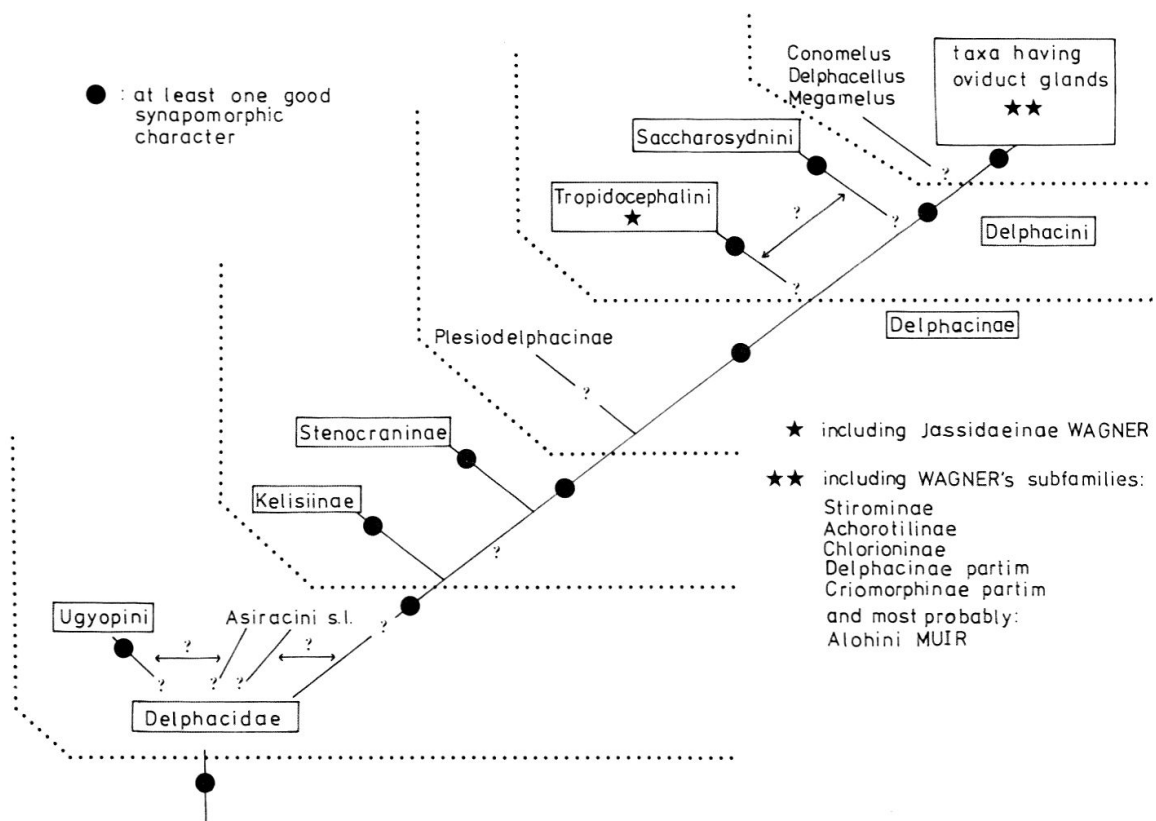 ● : at least one good
synapomorphic
character
Conomelus
Delphacellus
Megamelus
taxa having
oviduct glands
★★
?
Saccharosydnini
Tropidocephalini
★
?
?
?
Delphacini
Delphacinae
Plesiodelphacinae
?
Stenocraninae
Kelisiinae
?
Ugyopini
Asiracini s.l.
?
?
?
?
?
?
Delphacidae
★ including Jassidaeinae WAGNER
★★ including WAGNER's subfamilies:
Stirominae
Achorotilinae
Chlorioninae
Delphacinae partim
Criomorphinae partim
and most probably:
Alohini MUIR